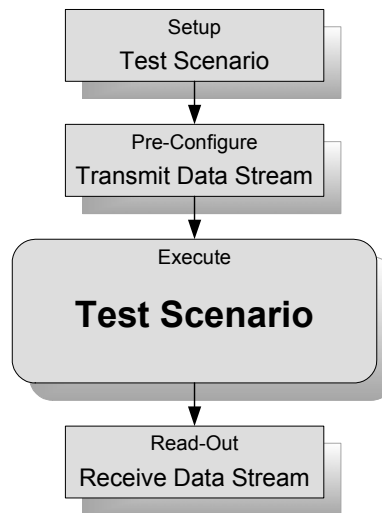 Setup
Test Scenario
Pre-Configure
Transmit Data Stream
Execute
Test Scenario
Read-Out
Receive Data Stream